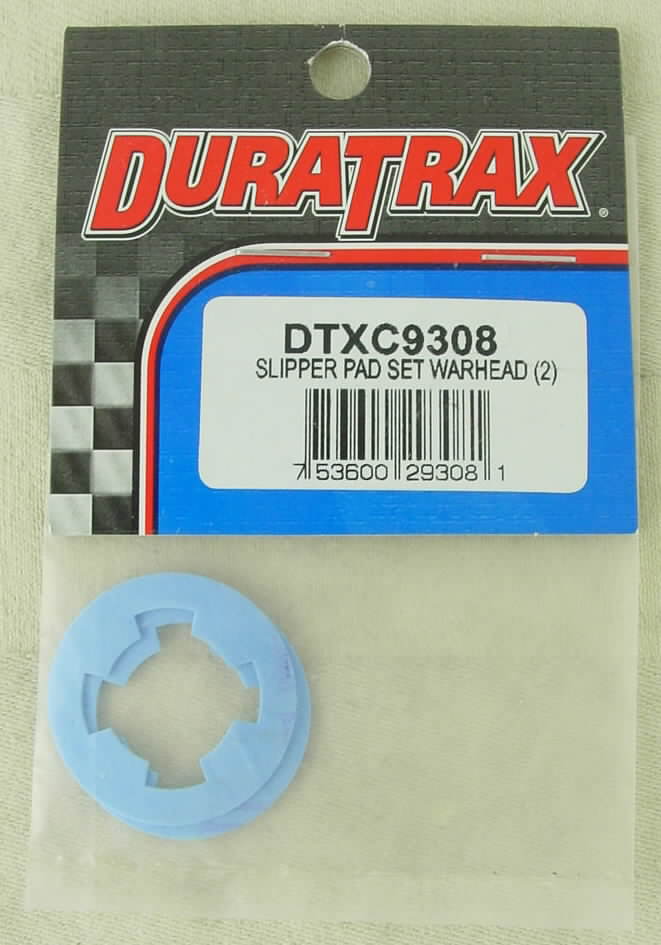 DURATRAX®
DTXC9308
SLIPPER PAD SET WARHEAD (2)
7 53600 29308 1